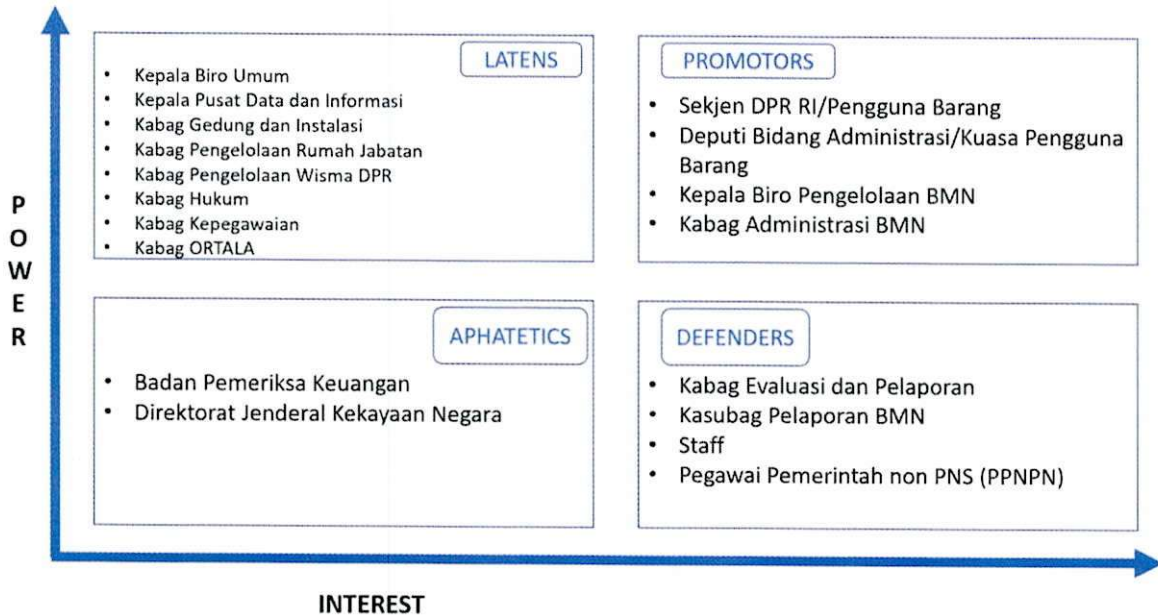 POWER
LATENS
• Kepala Biro Umum
• Kepala Pusat Data dan Informasi
• Kabag Gedung dan Instalasi
• Kabag Pengelolaan Rumah Jabatan
• Kabag Pengelolaan Wisma DPR
• Kabag Hukum
• Kabag Kepegawaian
• Kabag ORTALA
PROMOTORS
• Sekjen DPR RI/Pengguna Barang
• Deputi Bidang Administrasi/Kuasa Pengguna
Barang
• Kepala Biro Pengelolaan BMN
• Kabag Administrasi BMN
APHATETICS
• Badan Pemeriksa Keuangan
• Direktorat Jenderal Kekayaan Negara
DEFENDERS
• Kabag Evaluasi dan Pelaporan
• Kasubag Pelaporan BMN
• Staff
• Pegawai Pemerintah non PNS (PPNPN)
INTEREST